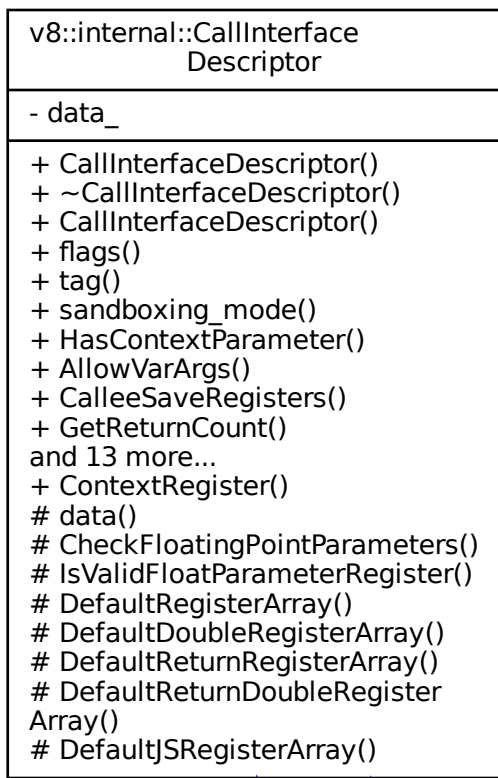 v8::internal::CallInterface
Descriptor
- data_
+ CallInterfaceDescriptor()
+ ~CallInterfaceDescriptor()
+ CallInterfaceDescriptor()
+ flags()
+ tag()
+ sandboxing_mode()
+ HasContextParameter()
+ AllowVarArgs()
+ CalleeSaveRegisters()
+ GetReturnCount()
and 13 more...
+ ContextRegister()
# data()
# CheckFloatingPointParameters()
# IsValidFloatParameterRegister()
# DefaultRegisterArray()
# DefaultDoubleRegisterArray()
# DefaultReturnRegisterArray()
# DefaultReturnDoubleRegister
Array()
# DefaultJSRegisterArray()